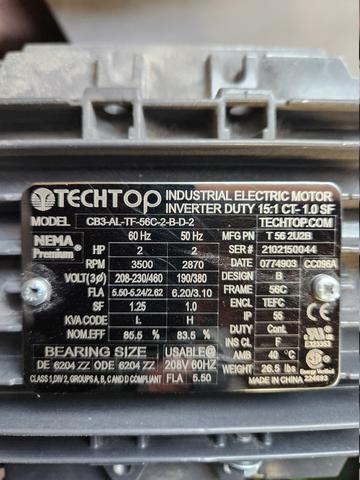 TECHTOP INDUSTRIAL ELECTRIC MOTOR
INVERTER DUTY 15:1 CT- 1.0 SF
MODEL CB3-AL-TF-56C-2-B-D-2 TECHTOP.COM
NEMA Premium 60 Hz 50 Hz MFG PN T 56 2U2B
HP 2 2 SER # 2102150044
RPM 3500 2870 DATE 0774903 CC096A
VOLT(3Ø) 208-230/460 190/380 DESIGN B
FLA 5.50-5.24/2.62 6.20/3.10 FRAME 56C
SF 1.25 1.0 ENCL TEFC
KVA CODE L H IP 55
NOM.EFF 85.5 % 83.5 % DUTY Cont.
INS CL F
BEARING SIZE USABLE@ AMB 40 °C
DE 6204 ZZ ODE 6204 ZZ 208V 60HZ WEIGHT 26.5 lbs
CLASS 1,DIV 2, GROUPS A, B, C AND D COMPLIANT FLA 5.50 MADE IN CHINA
Energy Verified